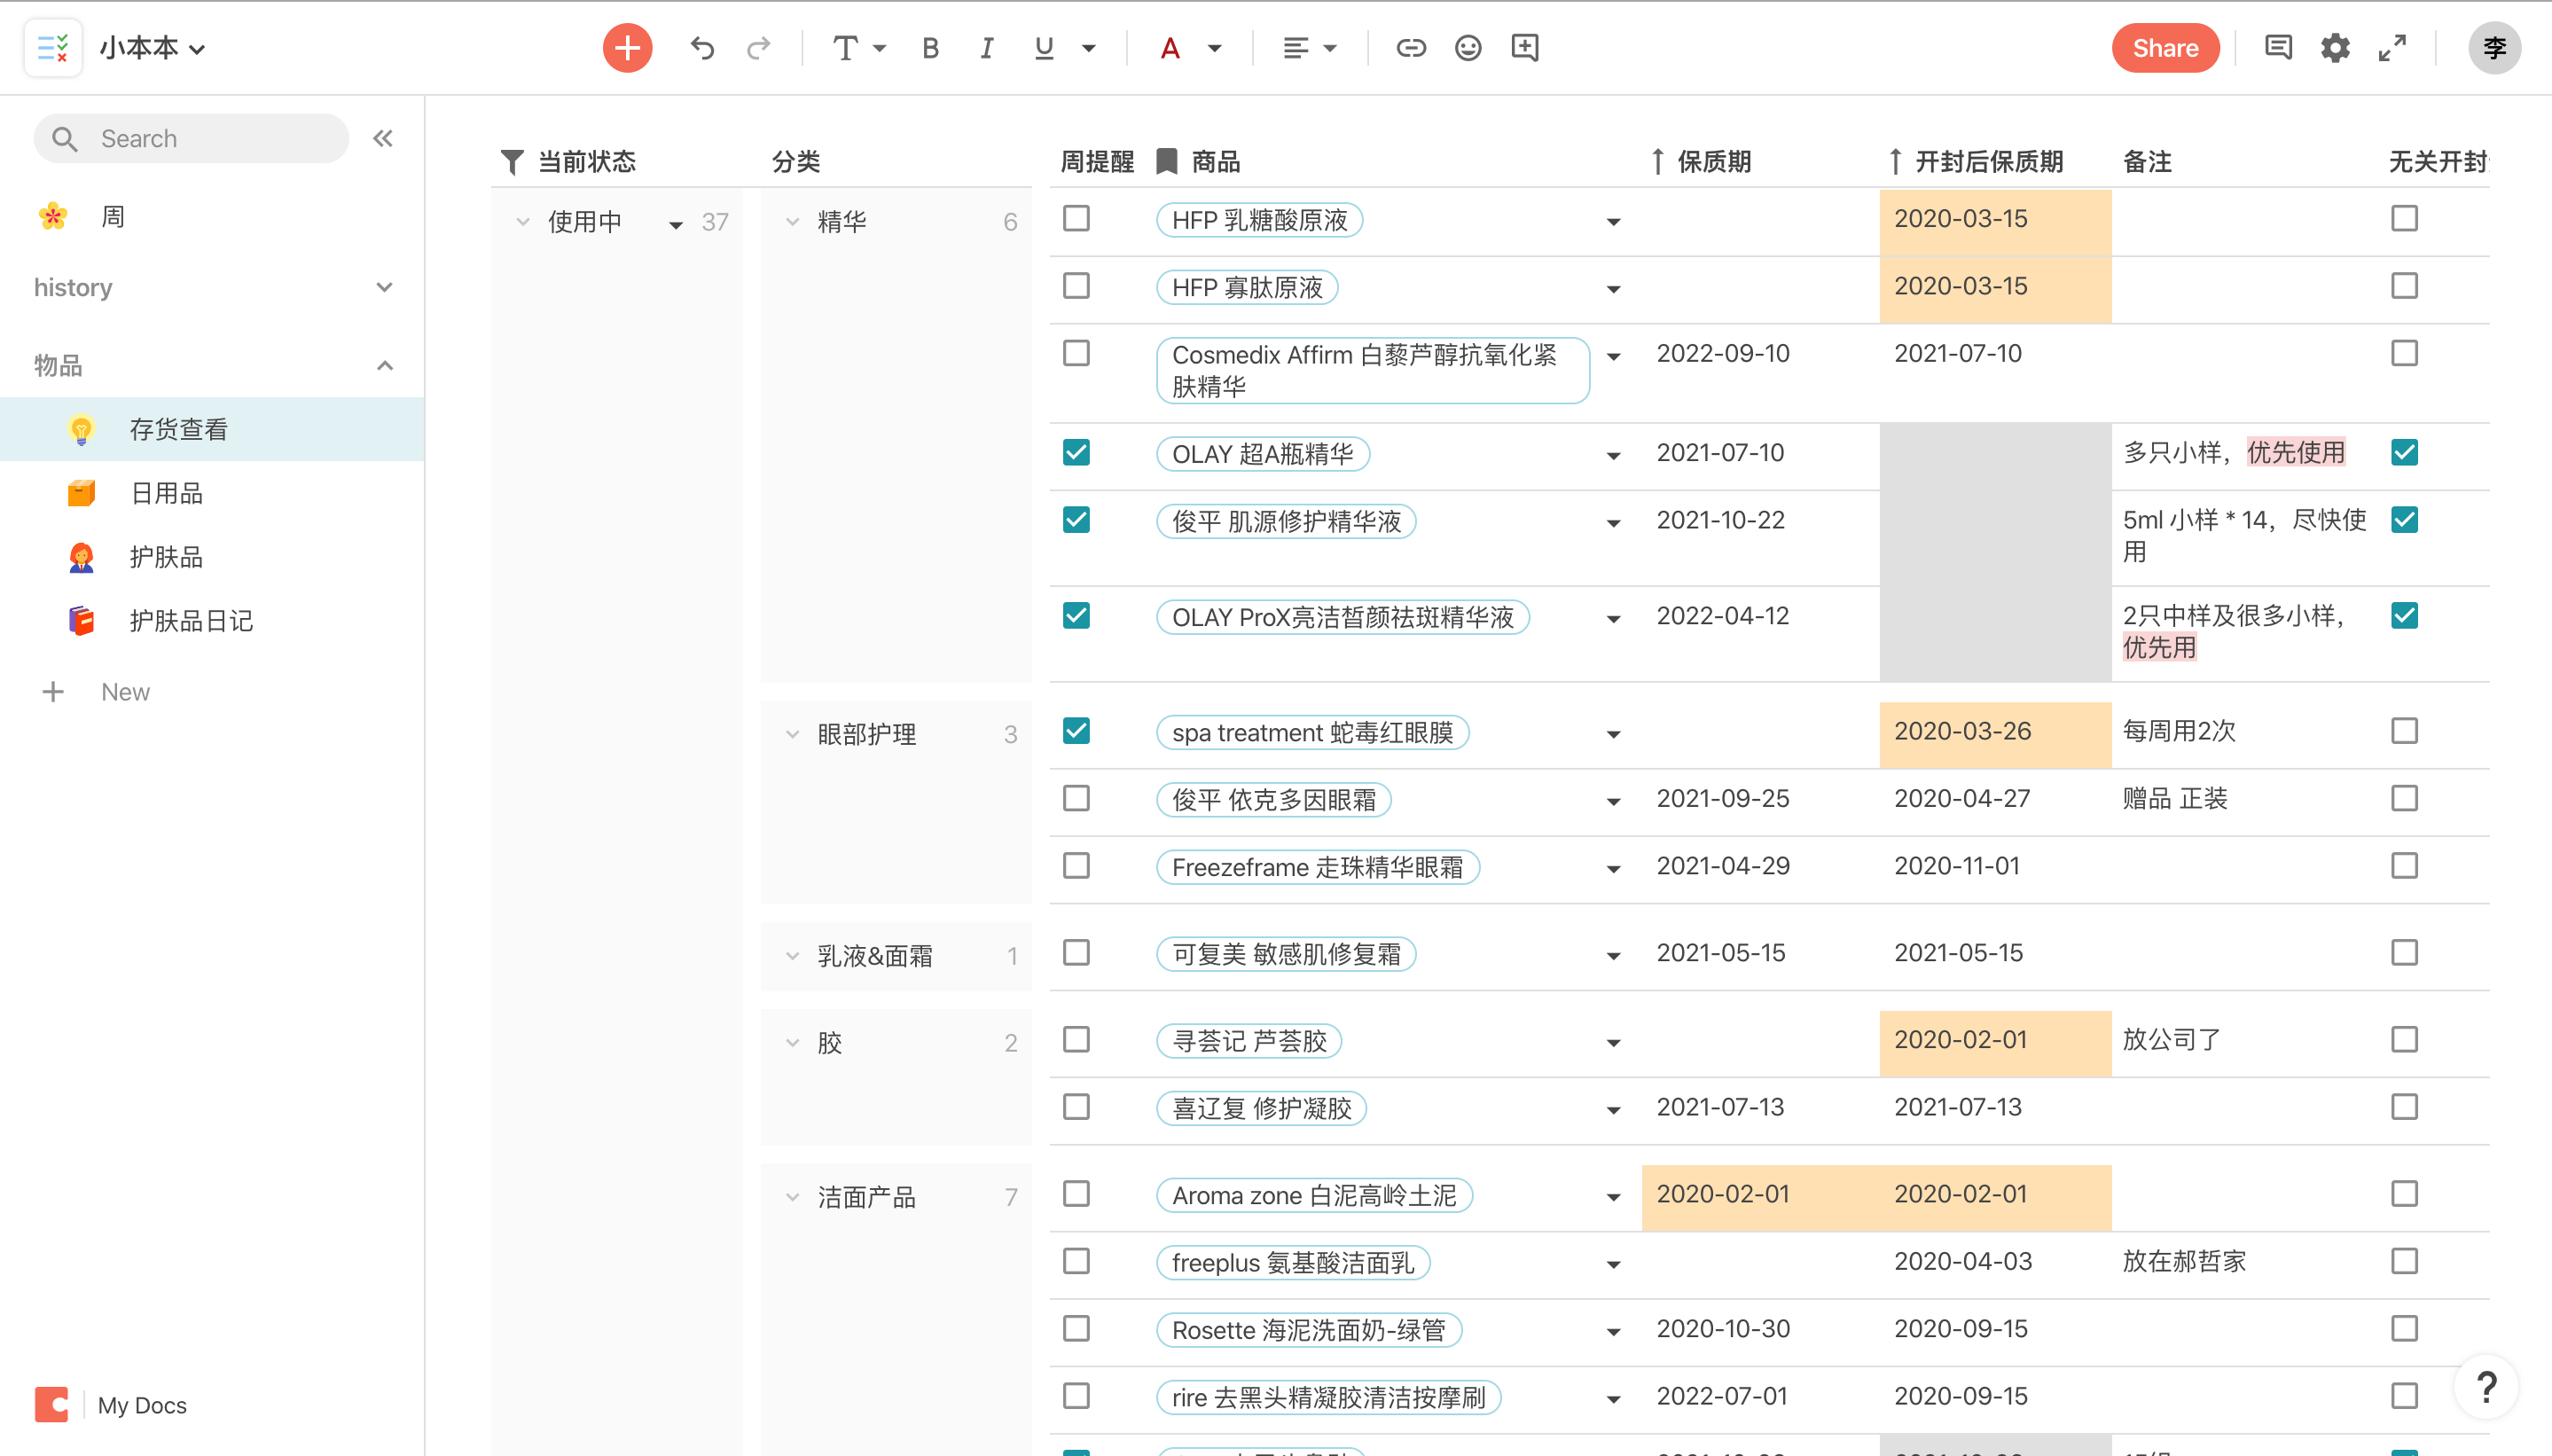 小本本
T B I U A
Share
李
Search
周
history
物品
存货查看
日用品
护肤品
护肤品日记
New
My Docs
当前状态 分类 周提醒 商品 保质期 开封后保质期 备注 无关开封
使用中 37 精华 6 HFP 乳糖酸原液 2020-03-15
HFP 寡肽原液 2020-03-15
Cosmedix Affirm 白藜芦醇抗氧化紧 2022-09-10 2021-07-10
肤精华
OLAY 超A瓶精华 2021-07-10 多只小样，优先使用
俊平 肌源修护精华液 2021-10-22 5ml 小样 * 14，尽快使
用
OLAY ProX亮洁皙颜祛斑精华液 2022-04-12 2只中样及很多小样，
优先用
眼部护理 3 spa treatment 蛇毒红眼膜 2020-03-26 每周用2次
俊平 依克多因眼霜 2021-09-25 2020-04-27 赠品 正装
Freezeframe 走珠精华眼霜 2021-04-29 2020-11-01
乳液&面霜 1 可复美 敏感肌修复霜 2021-05-15 2021-05-15
胶 2 寻荟记 芦荟胶 2020-02-01 放公司了
喜辽复 修护凝胶 2021-07-13 2021-07-13
洁面产品 7 Aroma zone 白泥高岭土泥 2020-02-01 2020-02-01
freeplus 氨基酸洁面乳 2020-04-03 放在郝哲家
Rosette 海泥洗面奶-绿管 2020-10-30 2020-09-15
rire 去黑头精凝胶清洁按摩刷 2022-07-01 2020-09-15
?